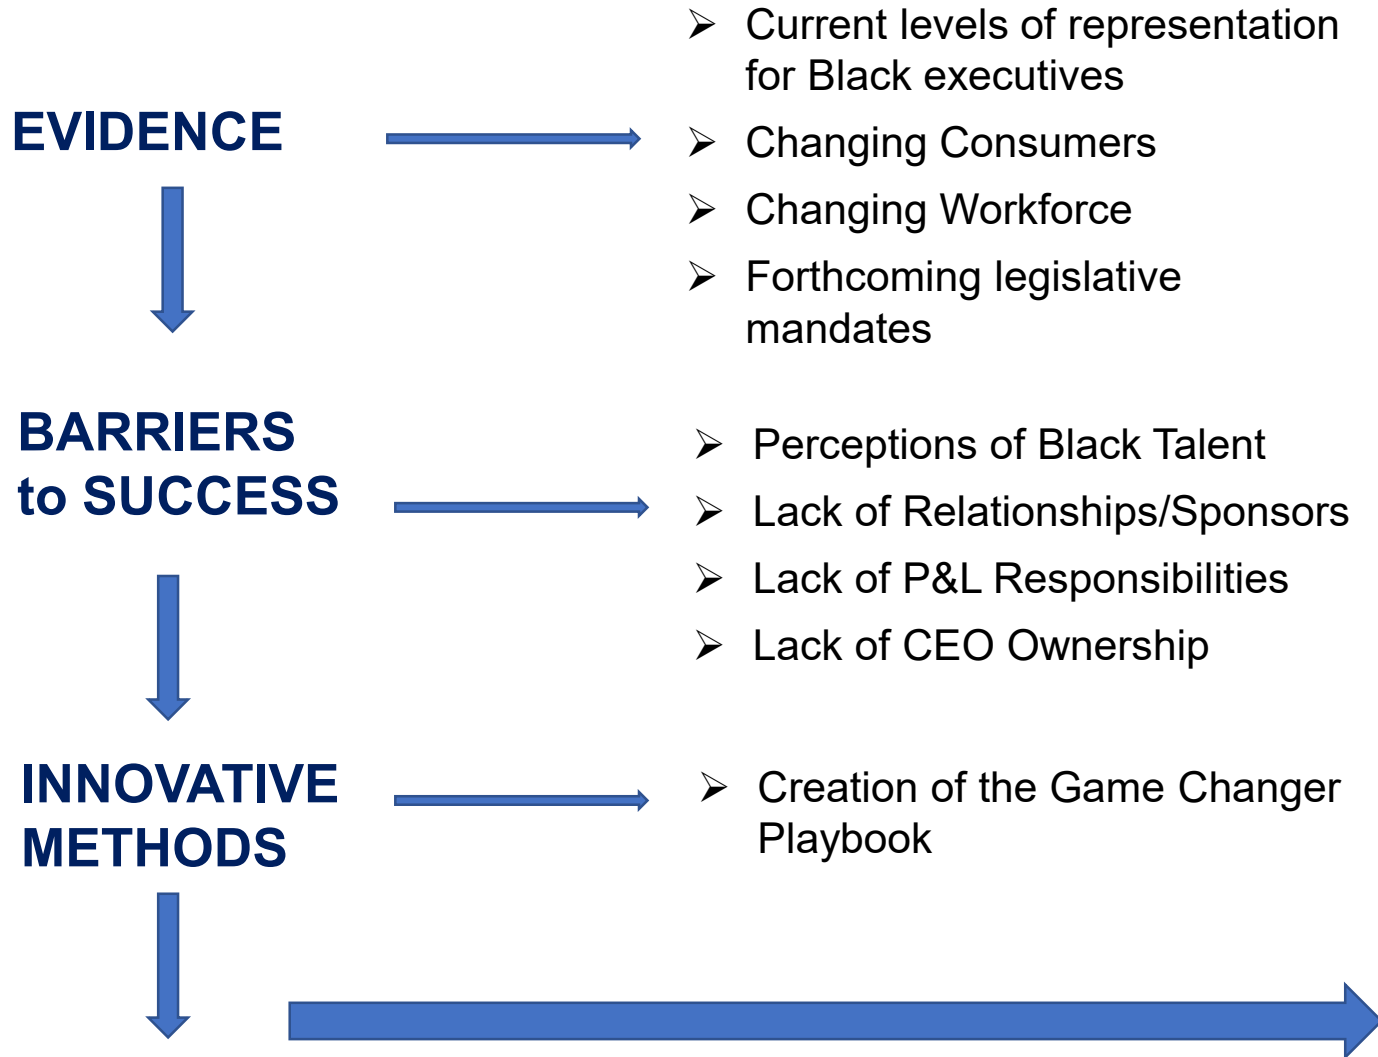 EVIDENCE
➢ Current levels of representation
for Black executives
➢ Changing Consumers
➢ Changing Workforce
➢ Forthcoming legislative
mandates
BARRIERS
to SUCCESS
➢ Perceptions of Black Talent
➢ Lack of Relationships/Sponsors
➢ Lack of P&L Responsibilities
➢ Lack of CEO Ownership
INNOVATIVE
METHODS
➢ Creation of the Game Changer
Playbook